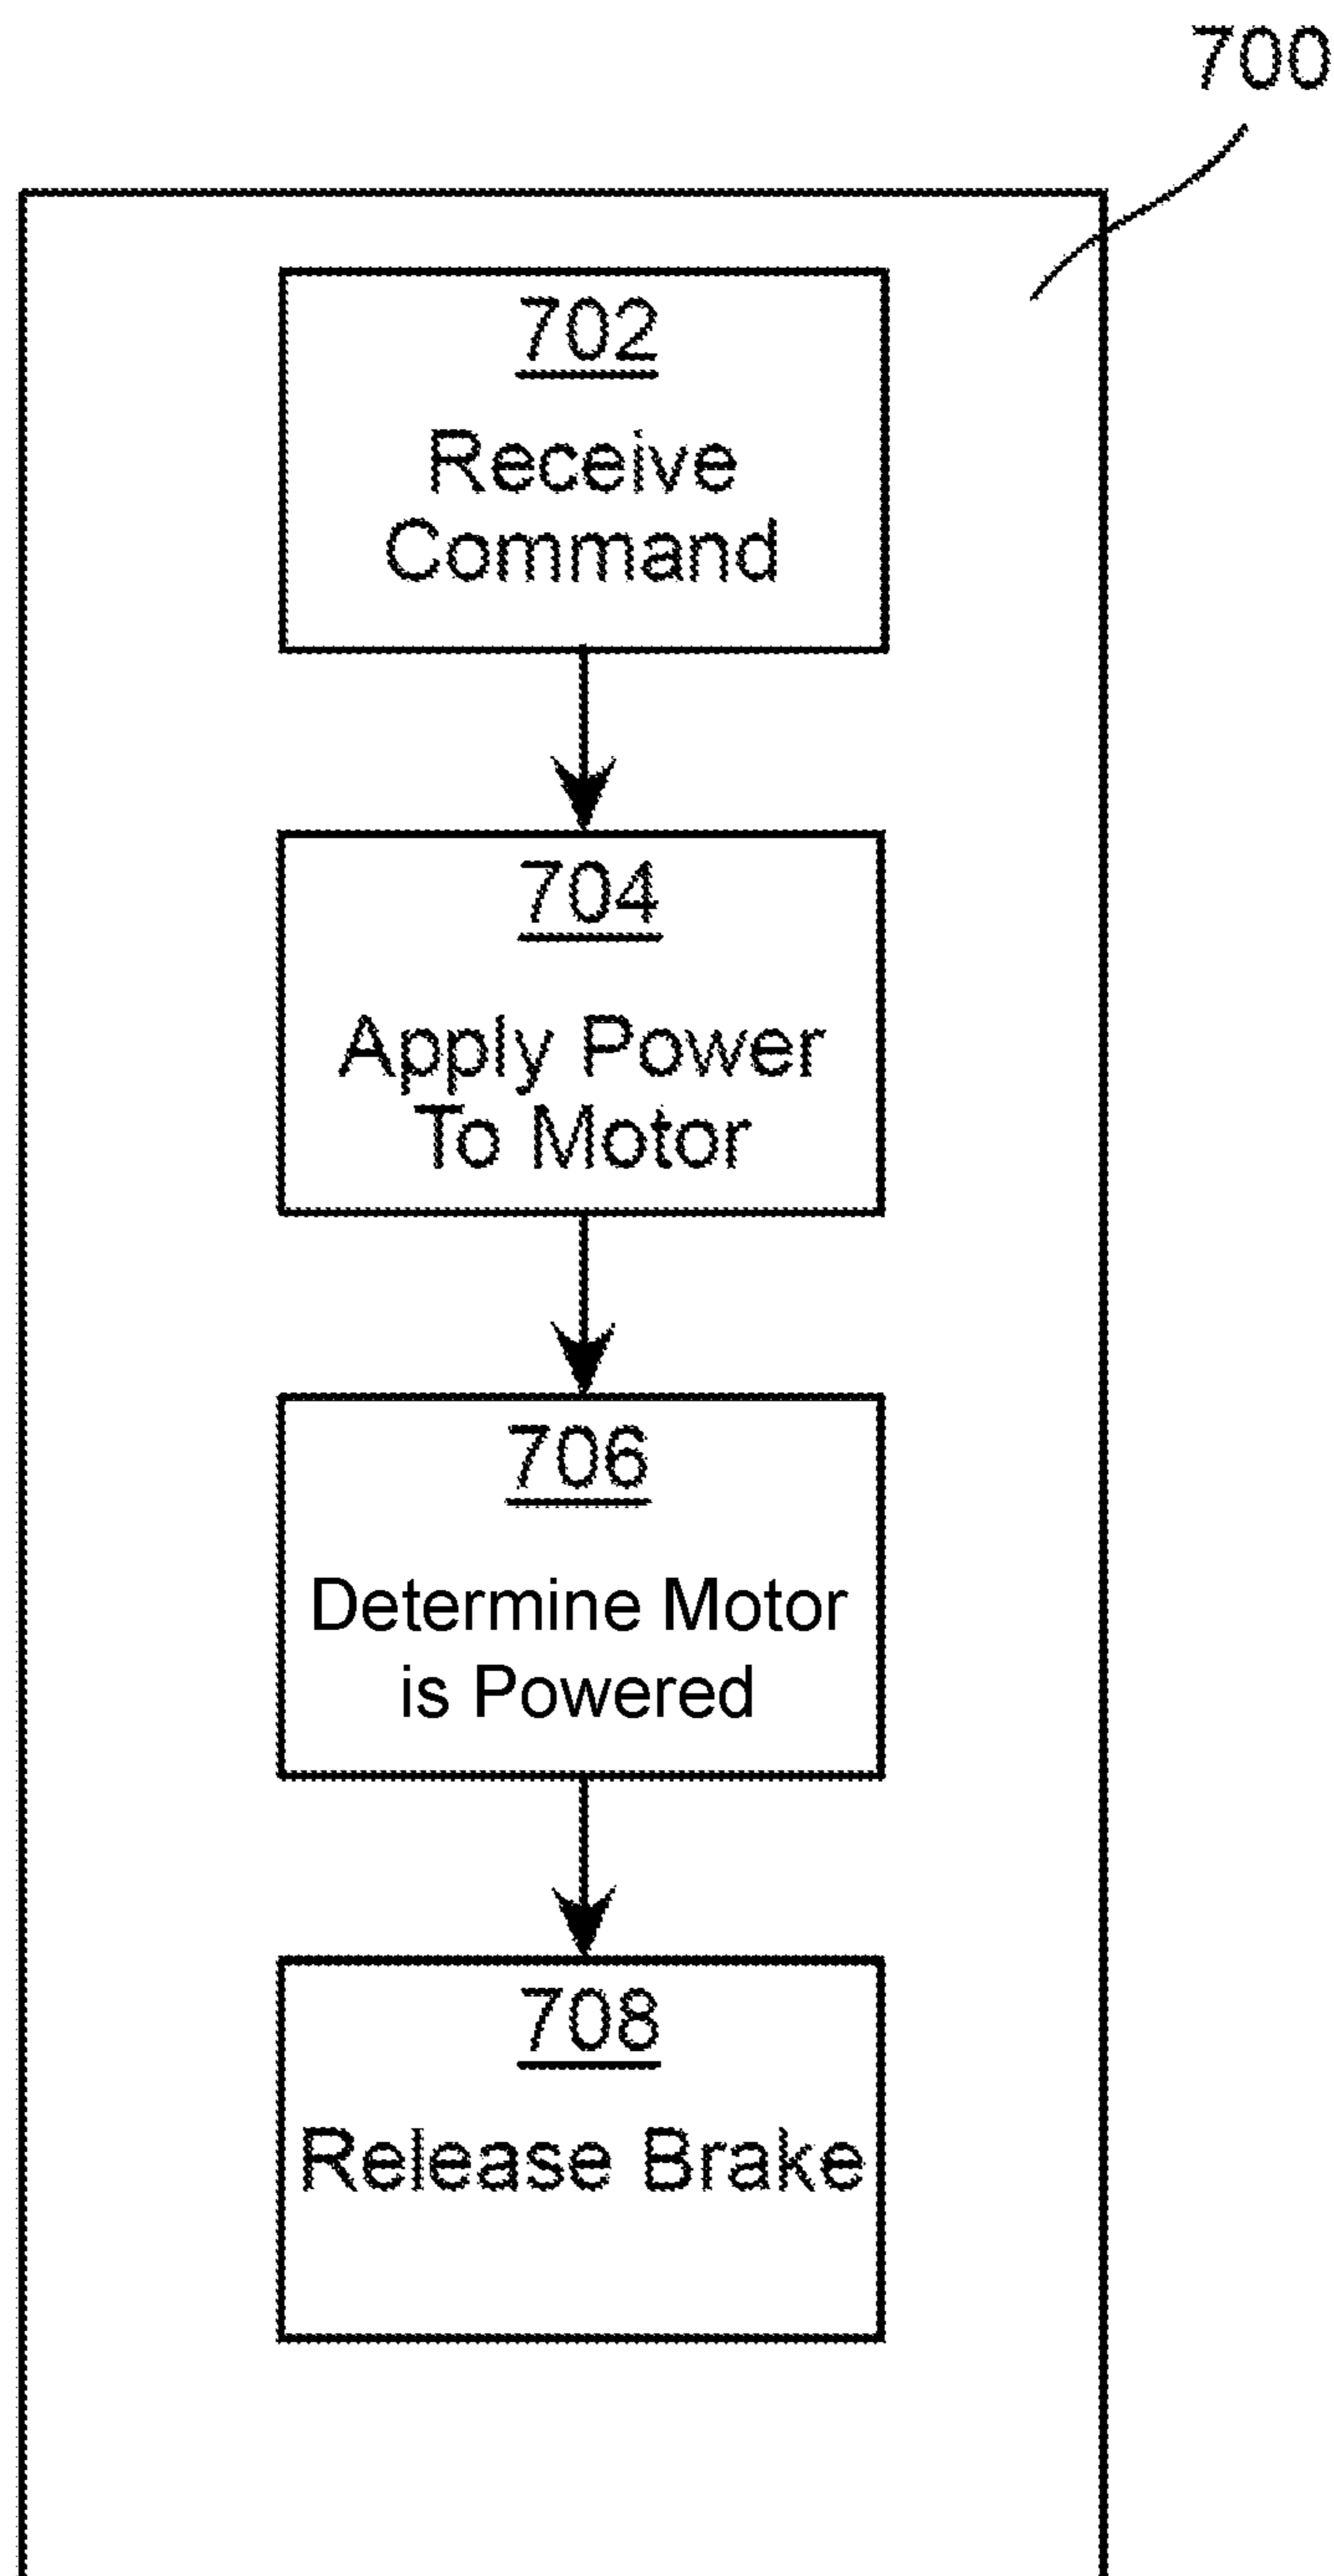 700
702
Receive
Command
704
Apply Power
To Motor
706
Determine Motor
is Powered
708
Release Brake